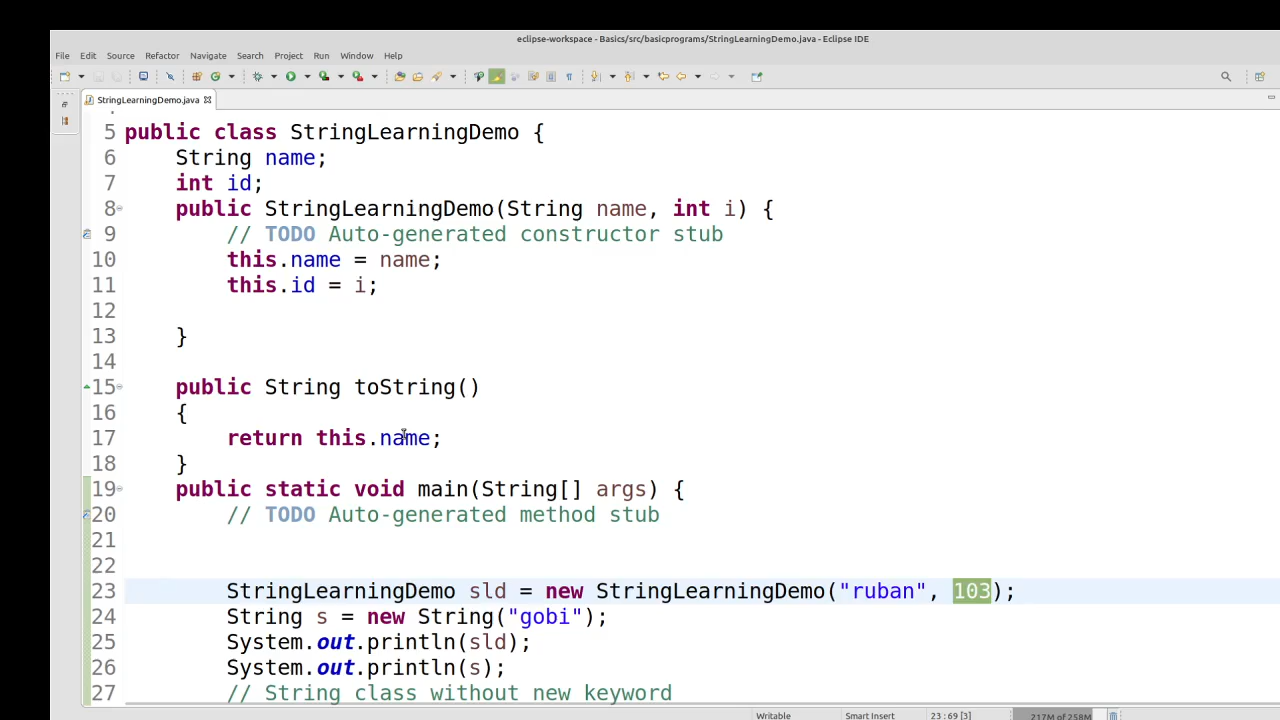 eclipse-workspace - Basics/src/basicprograms/StringLearningDemo.java - Eclipse IDE
File Edit Source Refactor Navigate Search Project Run Window Help
StringLearningDemo.java
5 public class StringLearningDemo {
6 String name;
7 int id;
8 public StringLearningDemo(String name, int i) {
9 // TODO Auto-generated constructor stub
10 this.name = name;
11 this.id = i;
12
13 }
14
15 public String toString()
16 {
17 return this.name;
18 }
19 public static void main(String[] args) {
20 // TODO Auto-generated method stub
21
22
23 StringLearningDemo sld = new StringLearningDemo("ruban", 103);
24 String s = new String("gobi");
25 System.out.println(sld);
26 System.out.println(s);
27 // String class without new keyword
Writable Smart Insert 23 : 69 [3] 217M of 258M